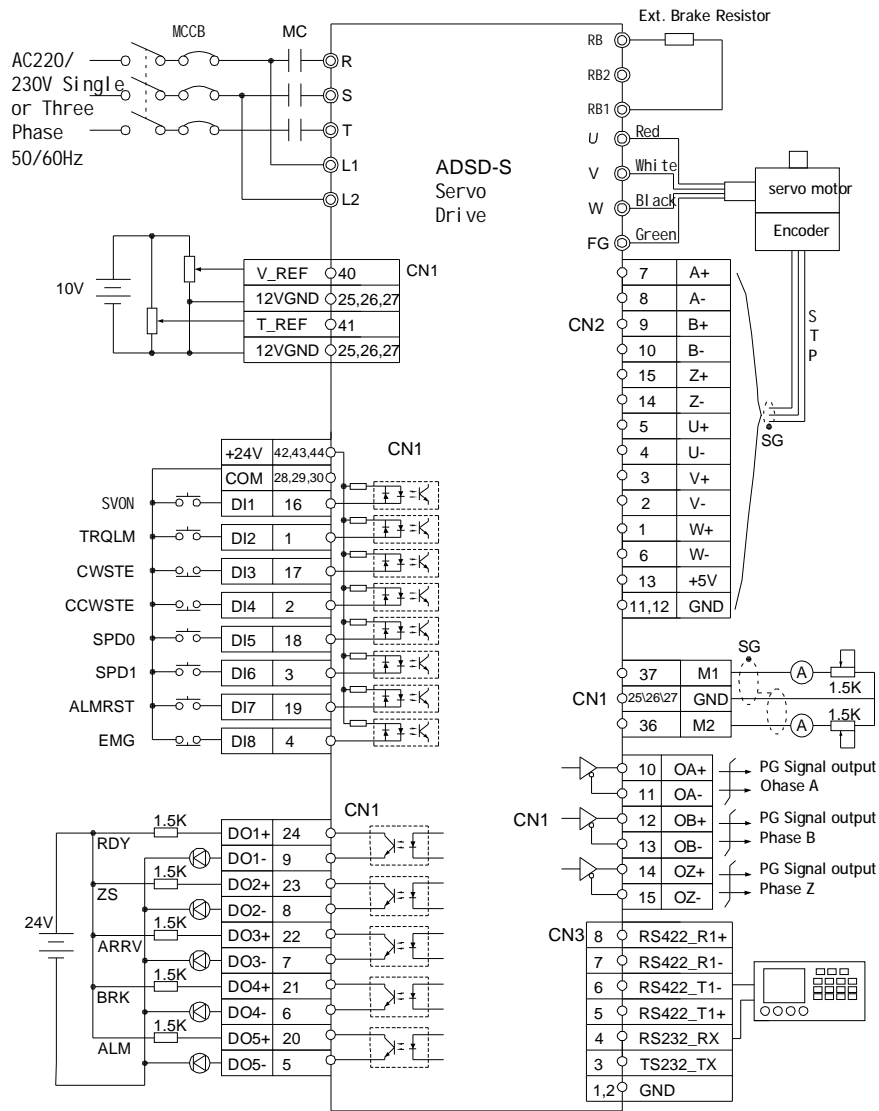 MCCB
MC
AC220/
230V Single
or Three
Phase
50/60Hz
R
S
T
L1
L2
ADSD-S
Servo
Drive
Ext. Brake Resistor
RB
RB2
RB1
U Red
V White
W Black
FG Green
servo motor
Encoder
STP
SG
10V
V_REF 40 CN1
12VGND 25,26,27
T_REF 41
12VGND 25,26,27
CN2
7 A+
8 A-
9 B+
10 B-
15 Z+
14 Z-
5 U+
4 U-
3 V+
2 V-
1 W+
6 W-
13 +5V
11,12 GND
CN1
+24V 42,43,44
COM 28,29,30
SVON DI1 16
TRQLM DI2 1
CWSTE DI3 17
CCWSTE DI4 2
SPD0 DI5 18
SPD1 DI6 3
ALMRST DI7 19
EMG DI8 4
SG
CN1
37 M1 A 1.5K
25\26\27 GND
36 M2 A 1.5K
CN1
10 OA+ PG Signal output
11 OA- Ohase A
12 OB+ PG Signal output
13 OB- Phase B
14 OZ+ PG Signal output
15 OZ- Phase Z
CN1
24V
1.5K
RDY DO1+ 24
DO1- 9
1.5K
ZS DO2+ 23
DO2- 8
1.5K
ARRV DO3+ 22
DO3- 7
1.5K
BRK DO4+ 21
DO4- 6
1.5K
ALM DO5+ 20
DO5- 5
CN3
8 RS422_R1+
7 RS422_R1-
6 RS422_T1-
5 RS422_T1+
4 RS232_RX
3 TS232_TX
1,2 GND